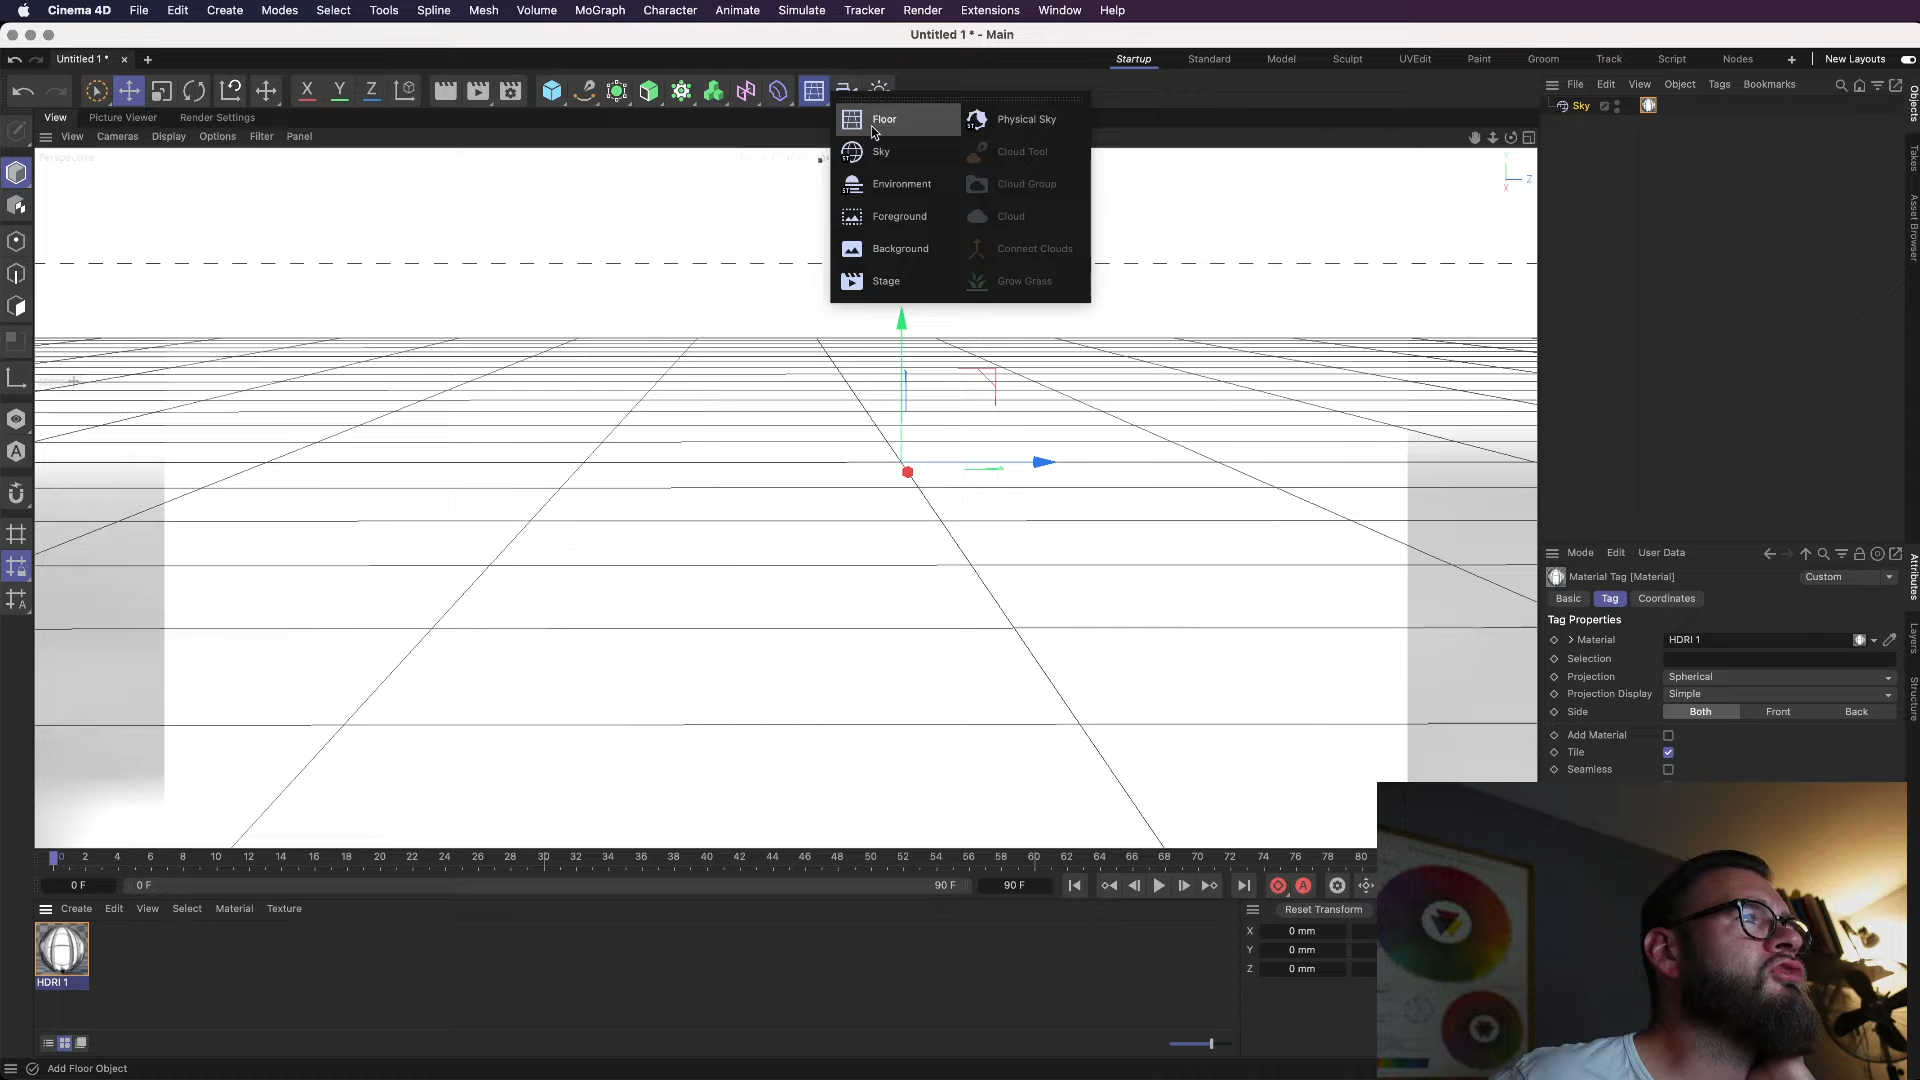 Cinema 4D File Edit Create Modes Select Tools Spline Mesh Volume MoGraph Character Animate Simulate Tracker Render Extensions Window Help
Untitled 1 * - Main
Untitled 1 * × +
Startup Standard Model Sculpt UVEdit Paint Groom Track Script Nodes + New Layouts
X Y Z
File Edit View Object Tags Bookmarks
Sky
View Picture Viewer Render Settings
View Cameras Display Options Filter Panel
Perspective
Floor Physical Sky
Sky Cloud Tool
Environment Cloud Group
Foreground Cloud
Background Connect Clouds
Stage Grow Grass
Y
Z
X
Objects
Takes
Asset Browser
Mode Edit User Data
Material Tag [Material] Custom
Basic Tag Coordinates
Tag Properties
Material HDRI 1
Selection
Projection Spherical
Projection Display Simple
Side Both Front Back
Add Material
Tile
Seamless
Attributes
Layers
Structure
0 2 4 6 8 10 12 14 16 18 20 22 24 26 28 30 32 34 36 38 40 42 44 46 48 50 52 54 56 58 60 62 64 66 68 70 72 74 76 78 80
0 F 0 F 90 F 90 F
Create Edit View Select Material Texture
Reset Transform
X 0 mm
Y 0 mm
Z 0 mm
HDRI 1
Add Floor Object